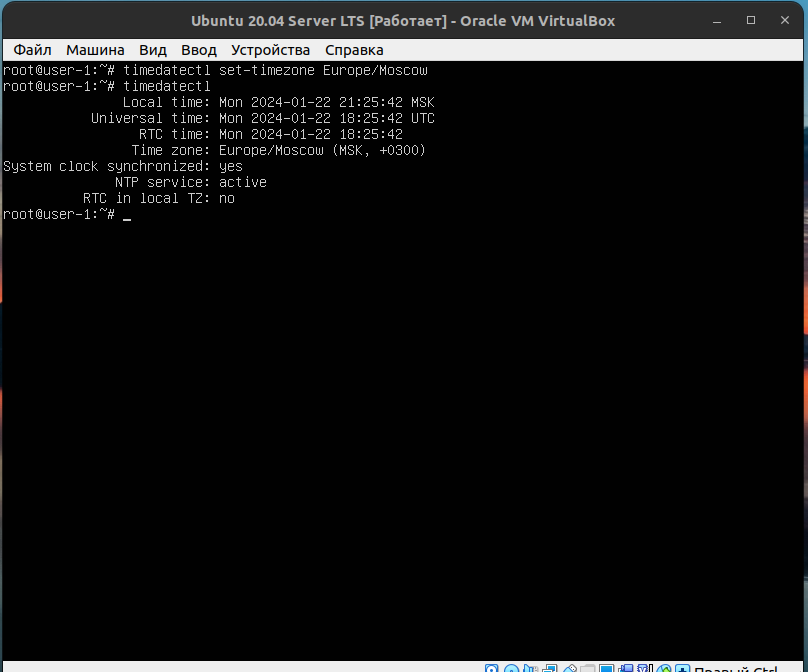 Ubuntu 20.04 Server LTS [Работает] - Oracle VM VirtualBox
Файл Машина Вид Ввод Устройства Справка
root@user-1:~# timedatectl set-timezone Europe/Moscow
root@user-1:~# timedatectl
Local time: Mon 2024-01-22 21:25:42 MSK
Universal time: Mon 2024-01-22 18:25:42 UTC
RTC time: Mon 2024-01-22 18:25:42
Time zone: Europe/Moscow (MSK, +0300)
System clock synchronized: yes
NTP service: active
RTC in local TZ: no
root@user-1:~# _
Правый Ctrl